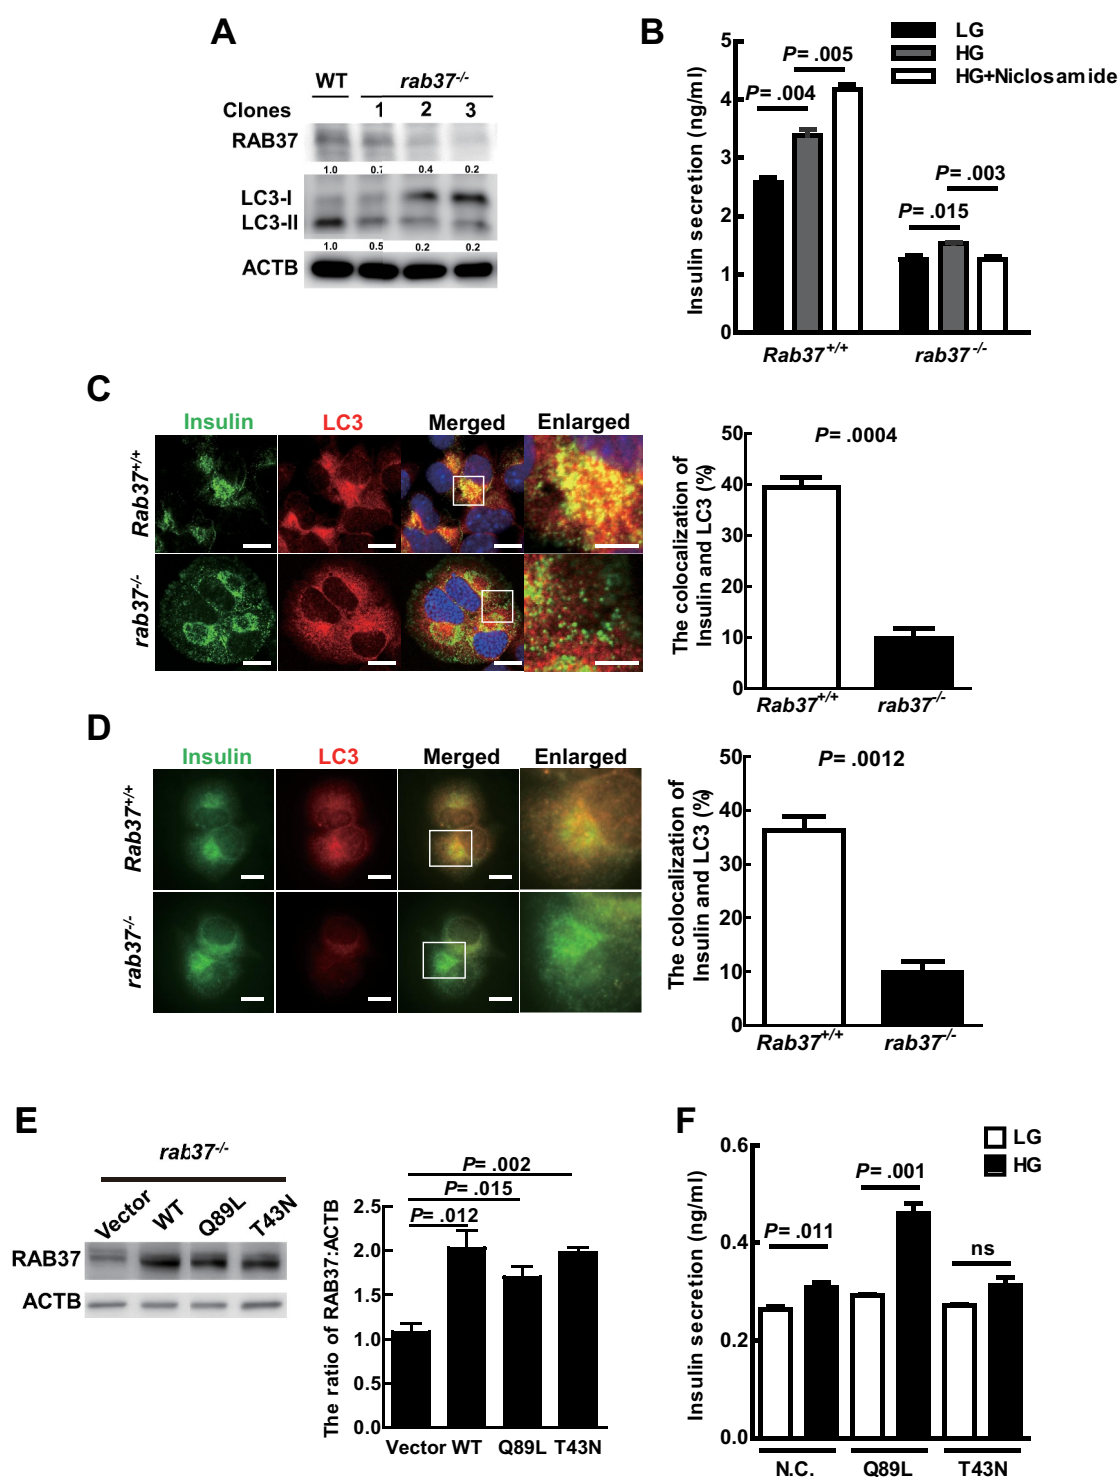 A
WT rab37-/-
Clones 1 2 3
RAB37
1.0 0.7 0.4 0.2
LC3-I
LC3-II
1.0 0.5 0.2 0.2
ACTB
B
LG
HG
HG+Niclosamide
Insulin secretion (ng/ml)
5
4
3
2
1
0
P= .004
P= .005
P= .015
P= .003
Rab37+/+ rab37-/-
C
Insulin LC3 Merged Enlarged
Rab37+/+
rab37-/-
The colocalization of
Insulin and LC3 (%)
50
40
30
20
10
0
P= .0004
Rab37+/+ rab37-/-
D
Insulin LC3 Merged Enlarged
Rab37+/+
rab37-/-
The colocalization of
Insulin and LC3 (%)
50
40
30
20
10
0
P= .0012
Rab37+/+ rab37-/-
E
rab37-/-
Vector WT Q89L T43N
RAB37
ACTB
The ratio of RAB37:ACTB
2.5
2.0
1.5
1.0
0.5
0.0
P= .002
P= .015
P= .012
Vector WT Q89L T43N
F
LG
HG
Insulin secretion (ng/ml)
0.6
0.4
0.2
0.0
P= .011
P= .001
ns
N.C. Q89L T43N